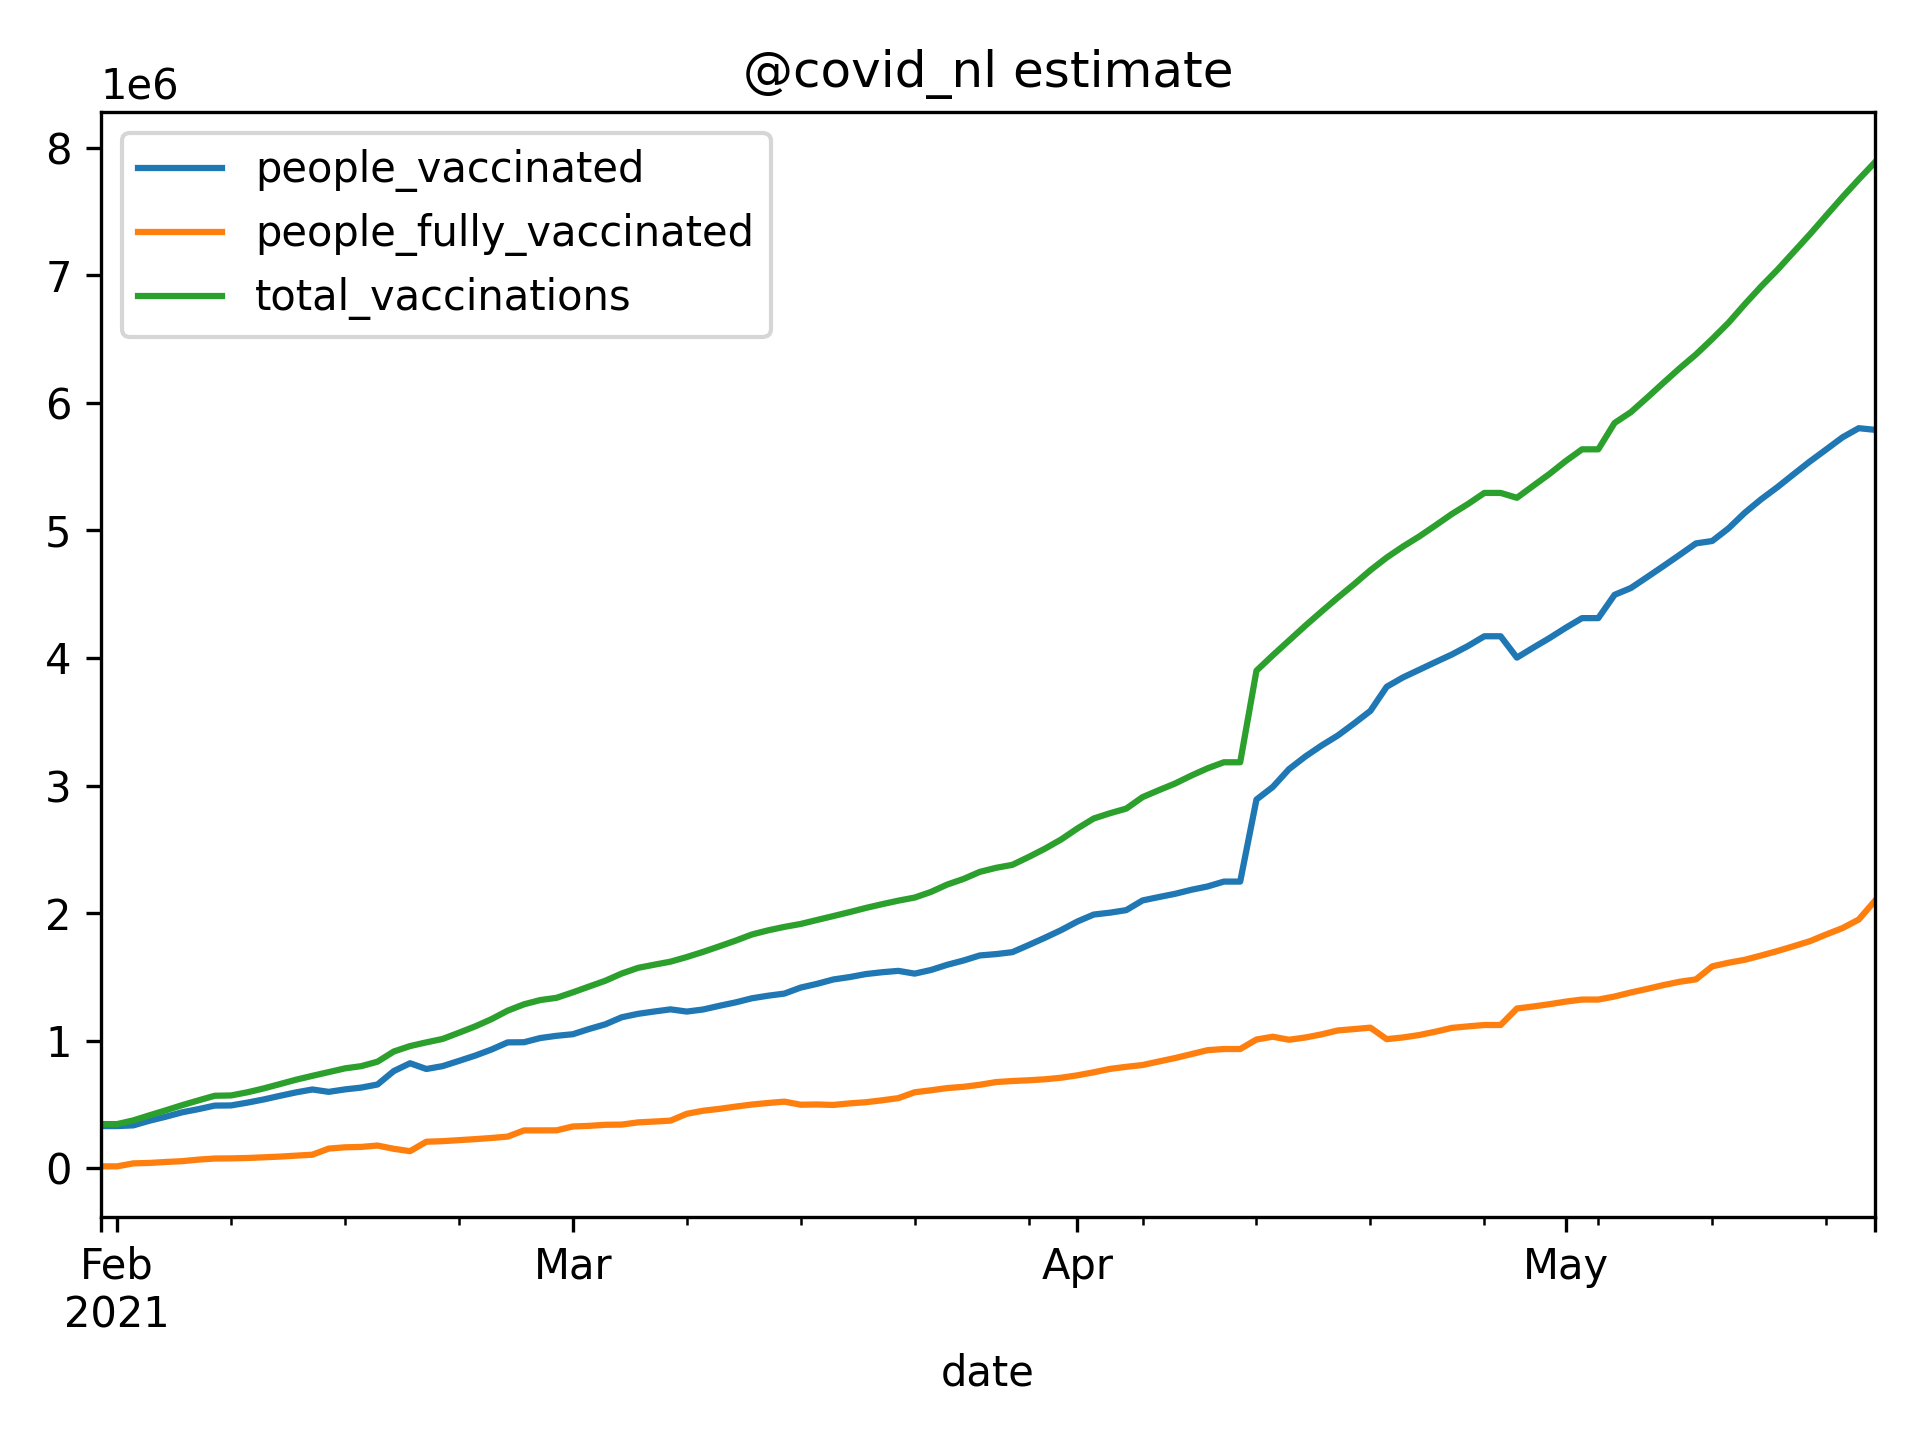 @covid_nl estimate
1e6
people_vaccinated
people_fully_vaccinated
total_vaccinations
8
7
6
5
4
3
2
1
0
Feb Mar Apr May
2021
date